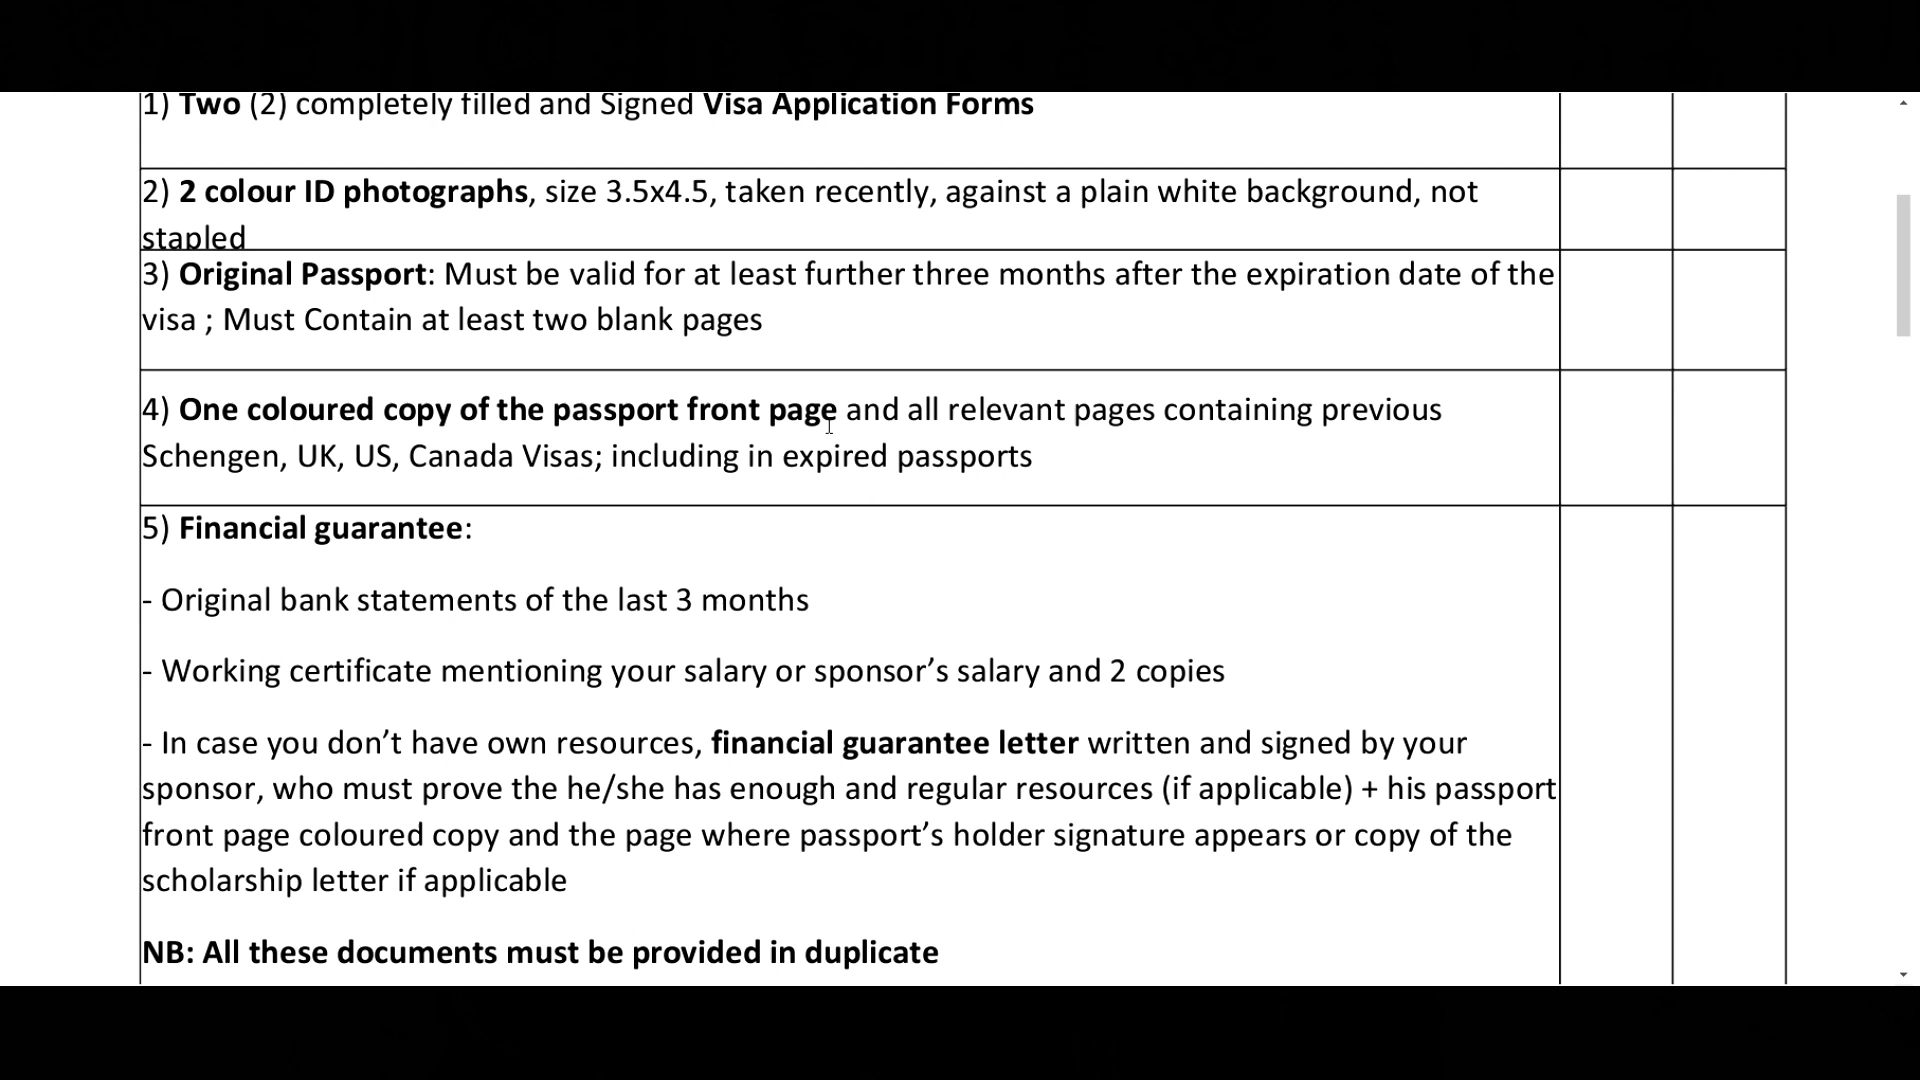 1) Two (2) completely filled and Signed Visa Application Forms
2) 2 colour ID photographs, size 3.5x4.5, taken recently, against a plain white background, not
stapled
3) Original Passport: Must be valid for at least further three months after the expiration date of the
visa ; Must Contain at least two blank pages
4) One coloured copy of the passport front page and all relevant pages containing previous
Schengen, UK, US, Canada Visas; including in expired passports
5) Financial guarantee:
- Original bank statements of the last 3 months
- Working certificate mentioning your salary or sponsor’s salary and 2 copies
- In case you don’t have own resources, financial guarantee letter written and signed by your
sponsor, who must prove the he/she has enough and regular resources (if applicable) + his passport
front page coloured copy and the page where passport’s holder signature appears or copy of the
scholarship letter if applicable
NB: All these documents must be provided in duplicate